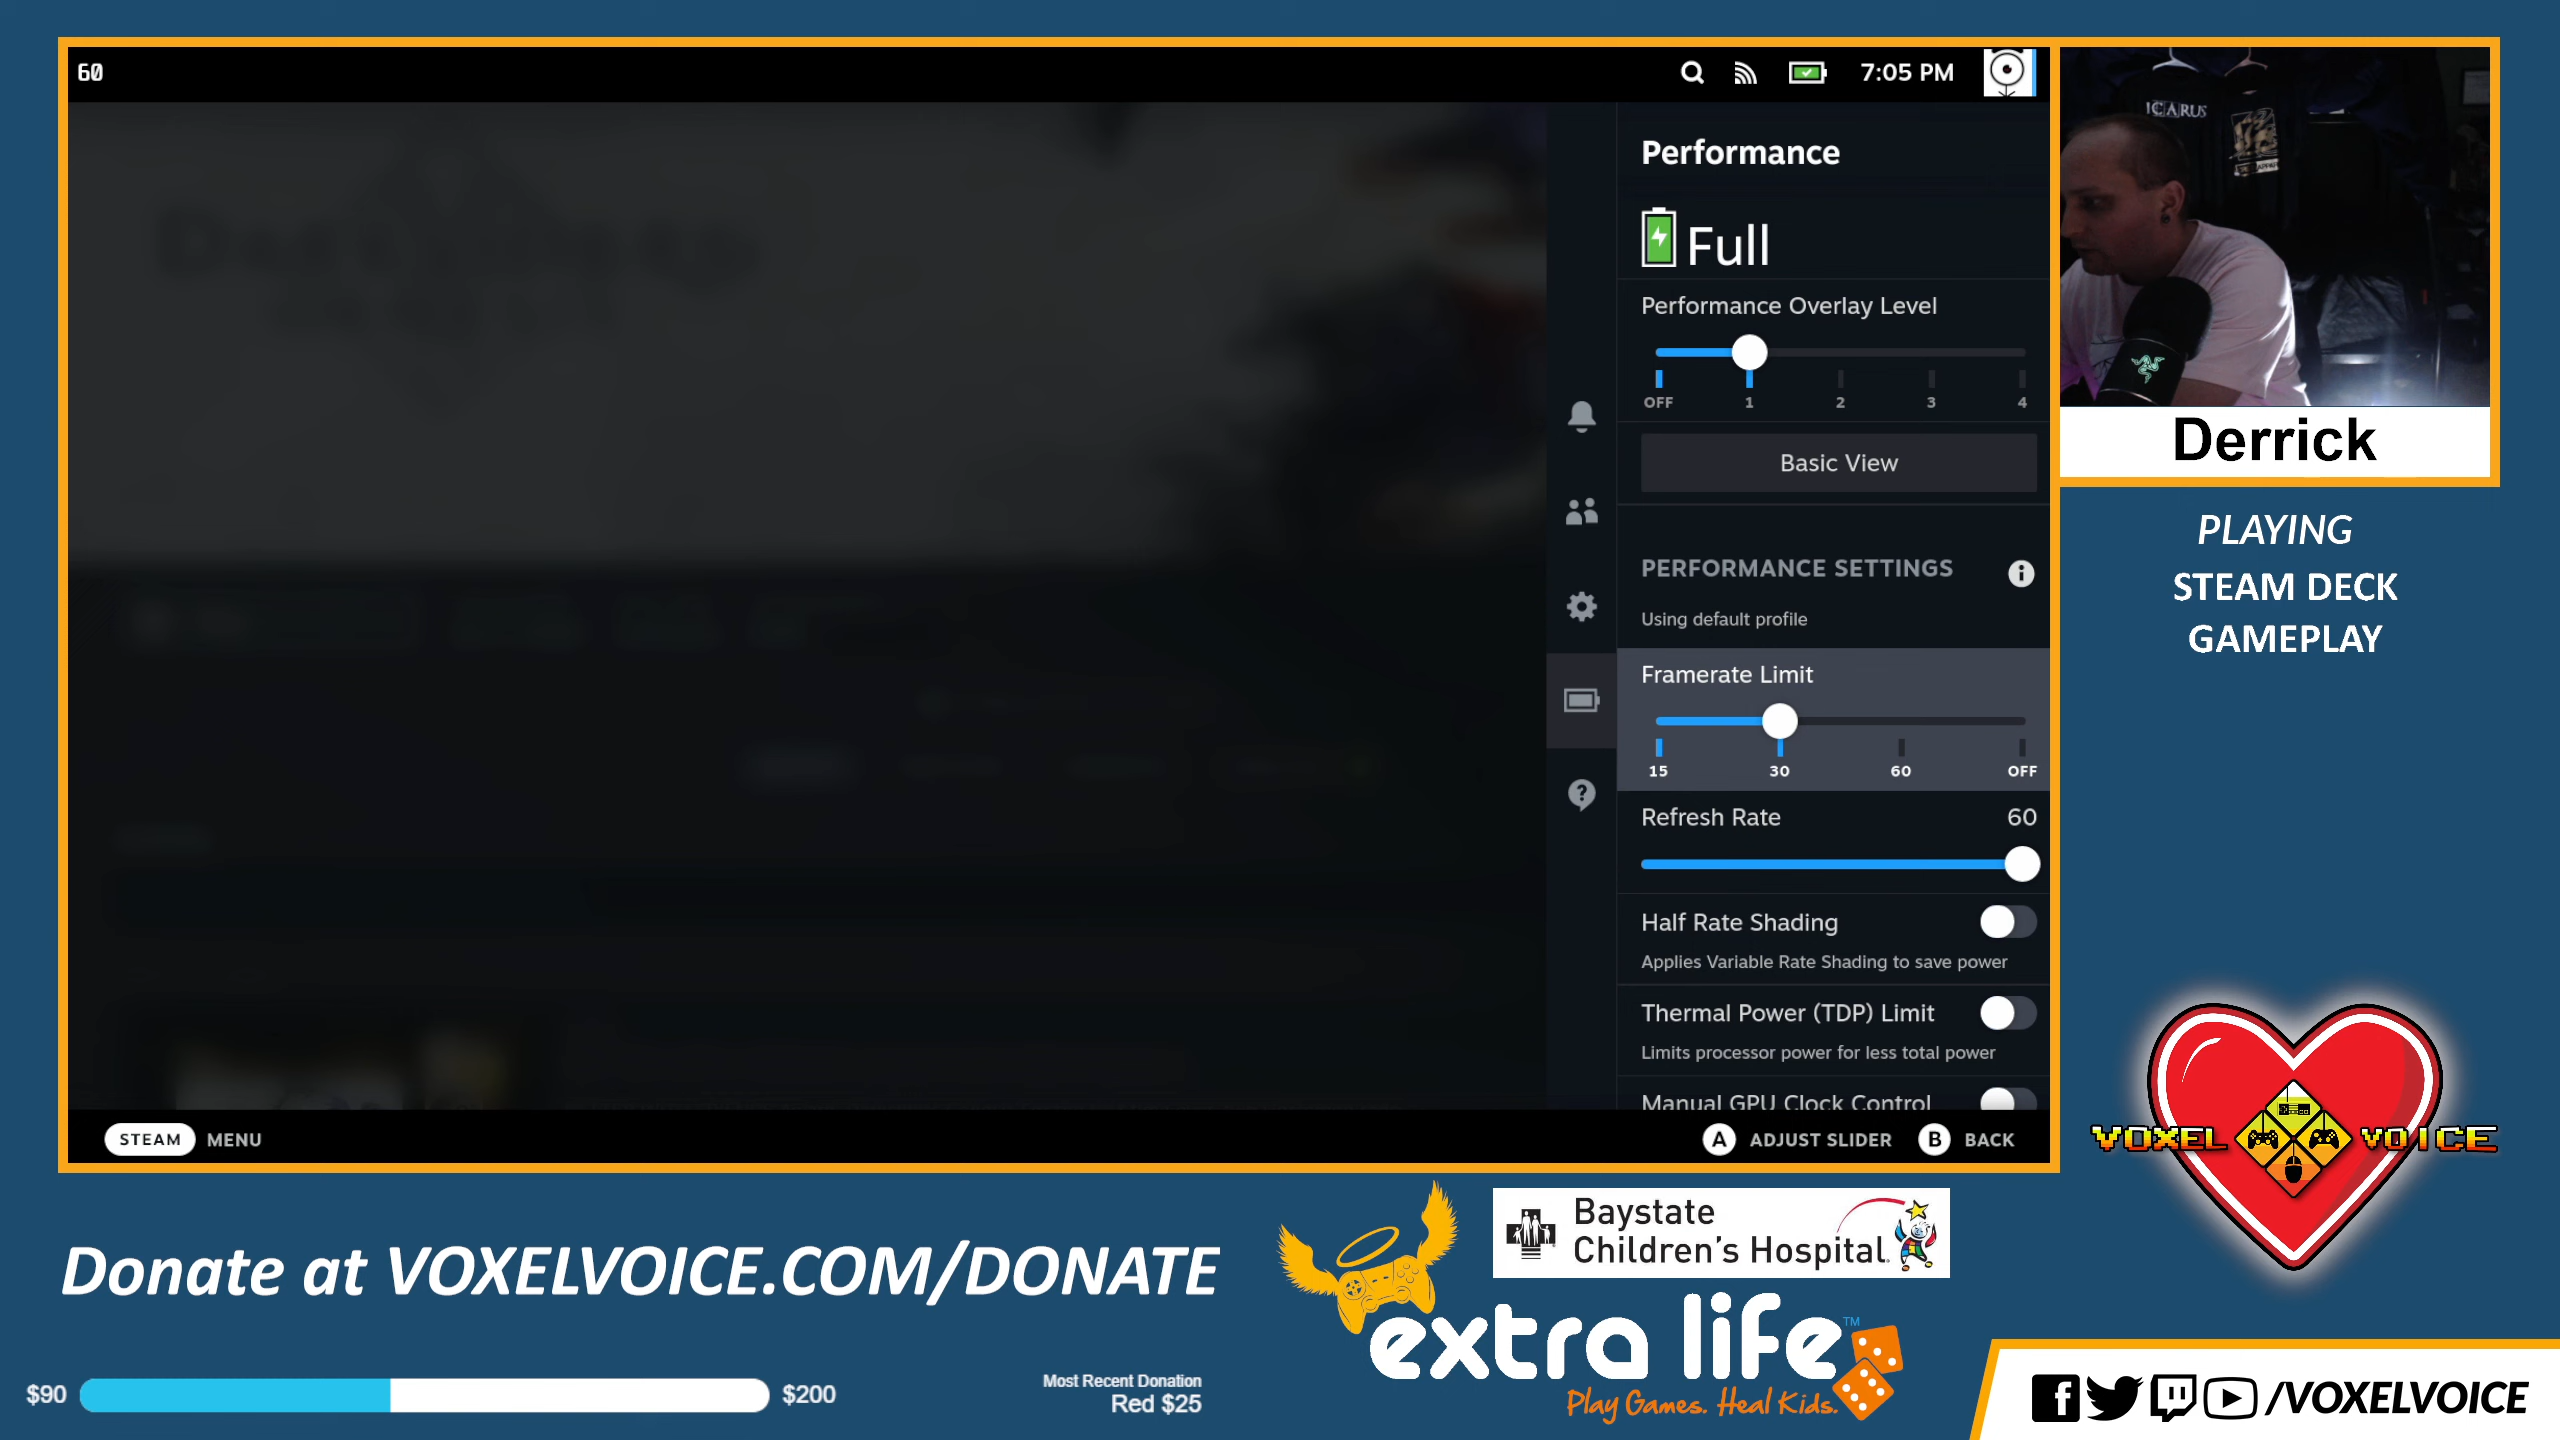 60
7:05 PM
Performance
Full
Performance Overlay Level
OFF 1 2 3 4
Basic View
PERFORMANCE SETTINGS
Using default profile
Framerate Limit
15 30 60 OFF
Refresh Rate 60
Half Rate Shading
Applies Variable Rate Shading to save power
Thermal Power (TDP) Limit
Limits processor power for less total power
Manual GPU Clock Control
STEAM MENU
A ADJUST SLIDER B BACK
ICARUS
Derrick
PLAYING
STEAM DECK
GAMEPLAY
VOXEL VOICE
Donate at VOXELVOICE.COM/DONATE
$90 $200
Most Recent Donation
Red $25
Baystate
Children's Hospital
extra life™
Play Games. Heal Kids.
/VOXELVOICE